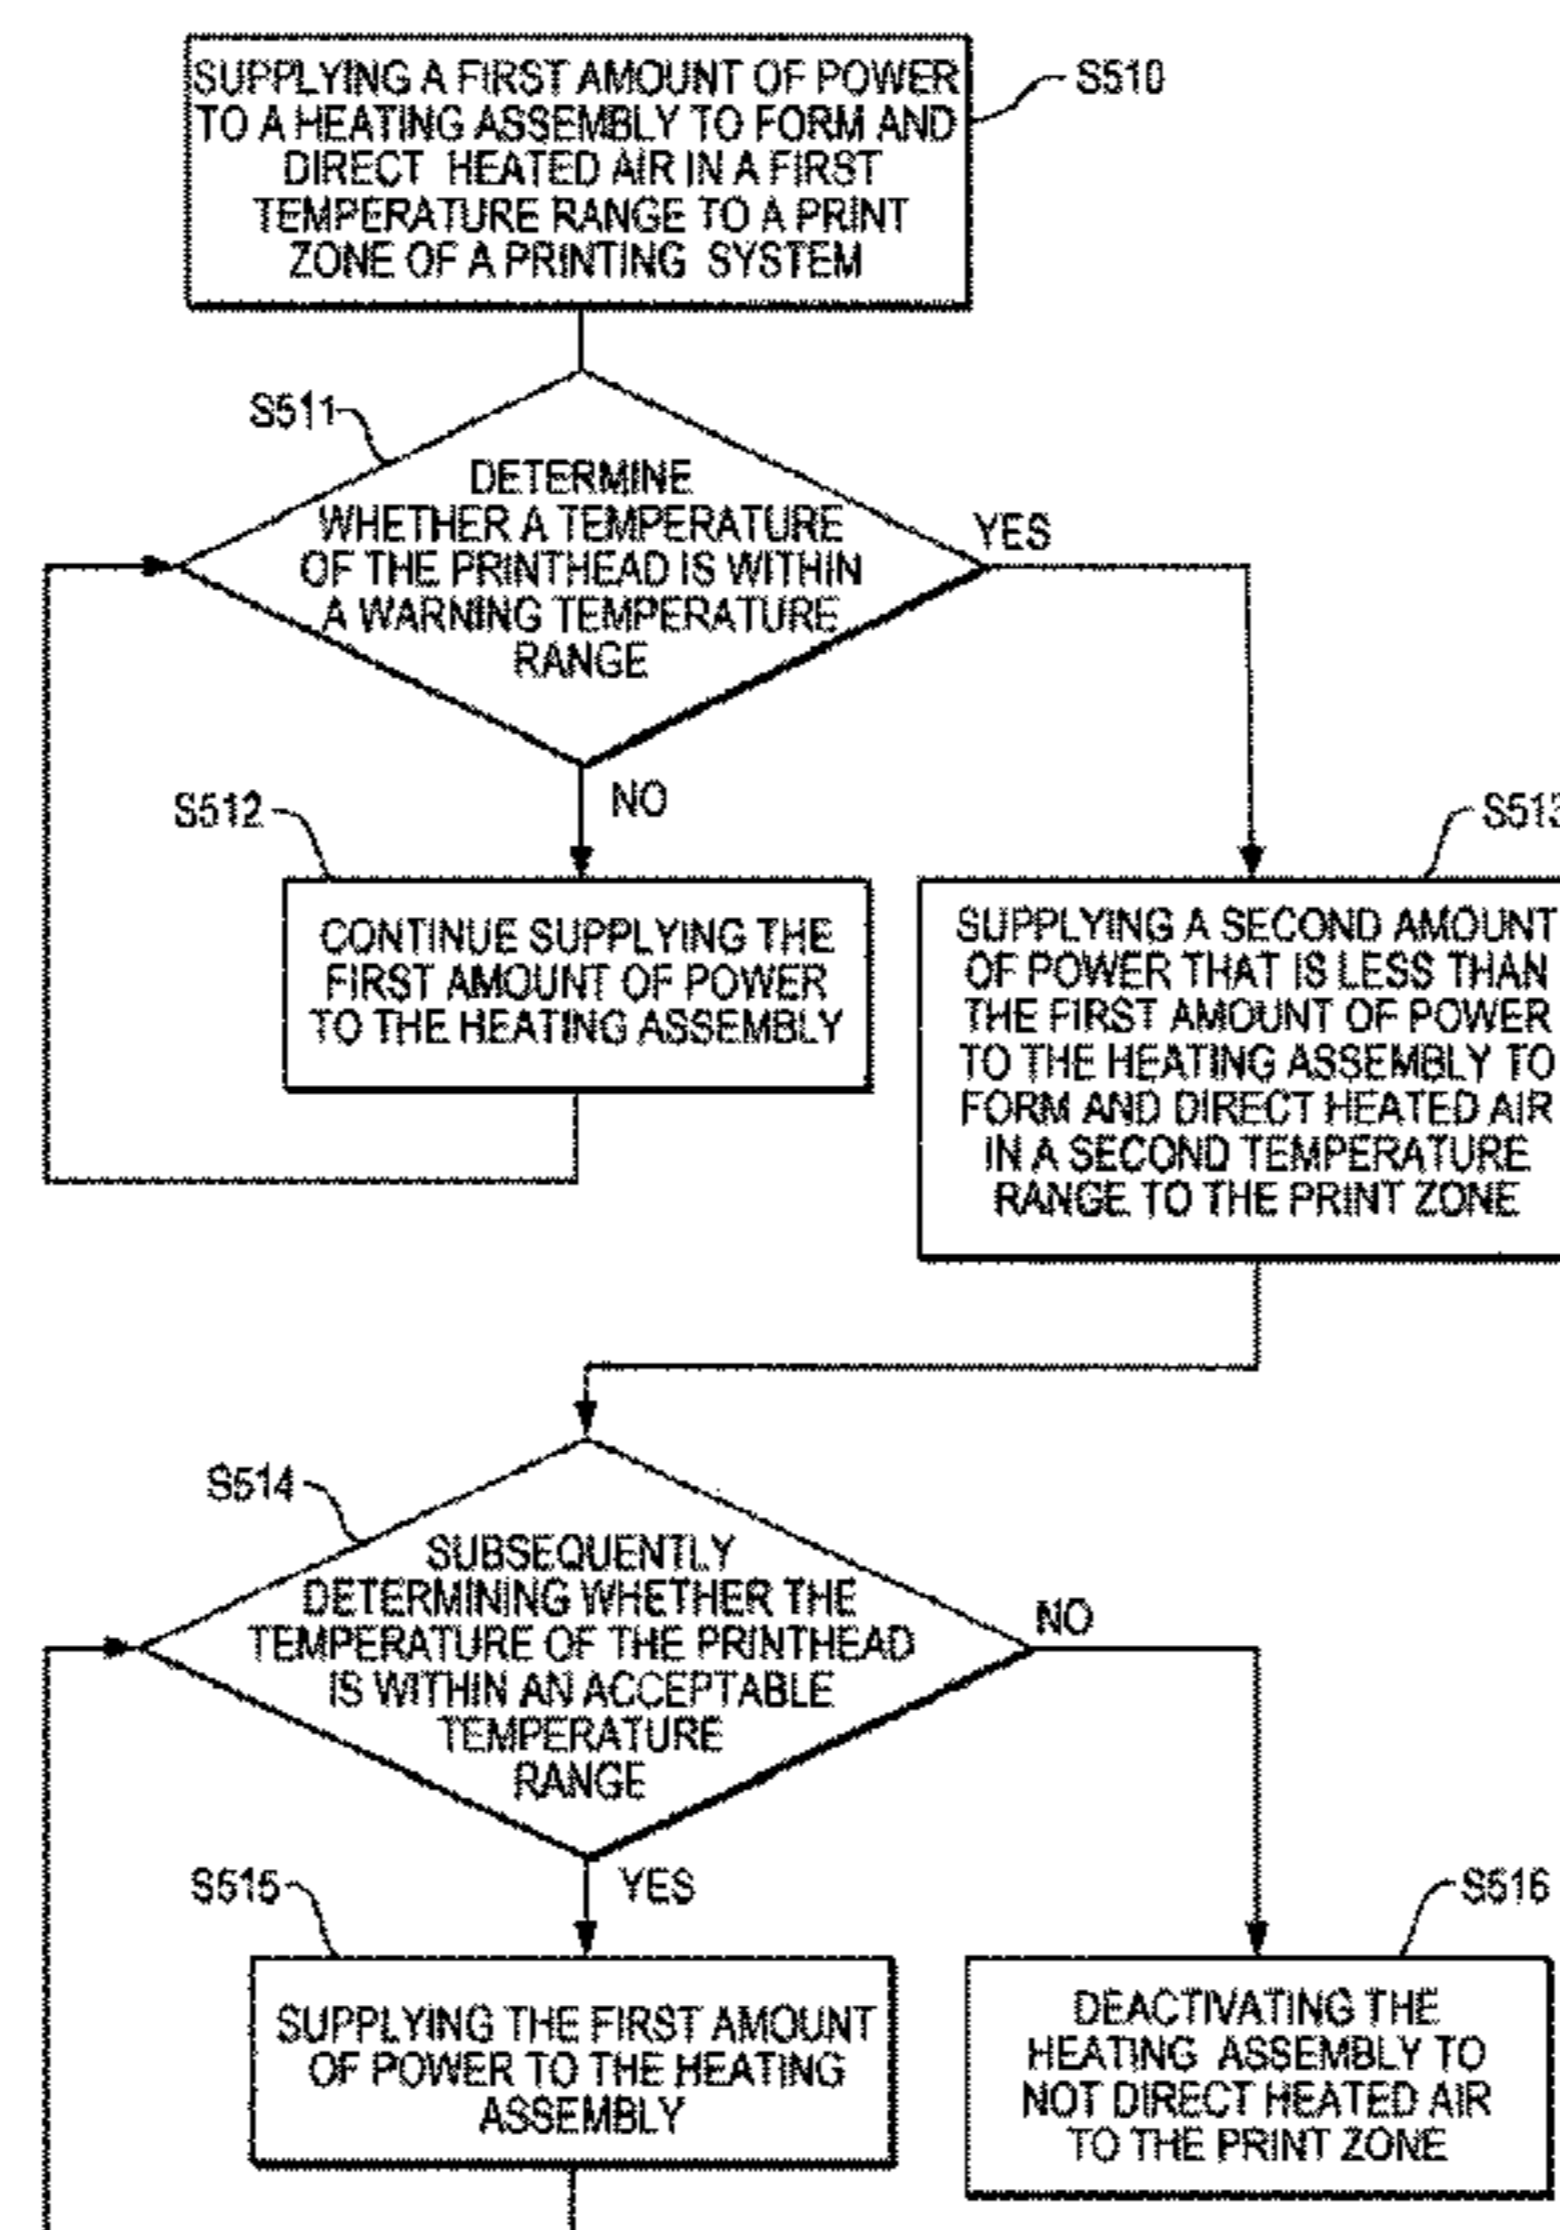 SUPPLYING A FIRST AMOUNT OF POWER
TO A HEATING ASSEMBLY TO FORM AND
DIRECT HEATED AIR IN A FIRST
TEMPERATURE RANGE TO A PRINT
ZONE OF A PRINTING SYSTEM
S510
S511
DETERMINE
WHETHER A TEMPERATURE
OF THE PRINTHEAD IS WITHIN
A WARNING TEMPERATURE
RANGE
YES
NO
S512
CONTINUE SUPPLYING THE
FIRST AMOUNT OF POWER
TO THE HEATING ASSEMBLY
S513
SUPPLYING A SECOND AMOUNT
OF POWER THAT IS LESS THAN
THE FIRST AMOUNT OF POWER
TO THE HEATING ASSEMBLY TO
FORM AND DIRECT HEATED AIR
IN A SECOND TEMPERATURE
RANGE TO THE PRINT ZONE
S514
SUBSEQUENTLY
DETERMINING WHETHER THE
TEMPERATURE OF THE PRINTHEAD
IS WITHIN AN ACCEPTABLE
TEMPERATURE
RANGE
NO
YES
S515
SUPPLYING THE FIRST AMOUNT
OF POWER TO THE HEATING
ASSEMBLY
S516
DEACTIVATING THE
HEATING ASSEMBLY TO
NOT DIRECT HEATED AIR
TO THE PRINT ZONE